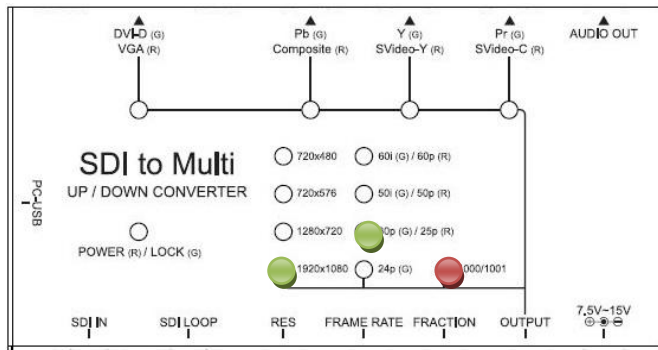 DVI-D (G)
VGA (R)
Pb (G)
Composite (R)
Y (G)
SVideo-Y (R)
Pr (G)
SVideo-C (R)
AUDIO OUT
SDI to Multi
UP / DOWN CONVERTER
PC-USB
POWER (R) / LOCK (G)
720x480
60i (G) / 60p (R)
720x576
50i (G) / 50p (R)
1280x720
0p (G) / 25p (R)
1920x1080
24p (G)
000/1001
7.5V~15V
SDI IN
SDI LOOP
RES
FRAME RATE
FRACTION
OUTPUT